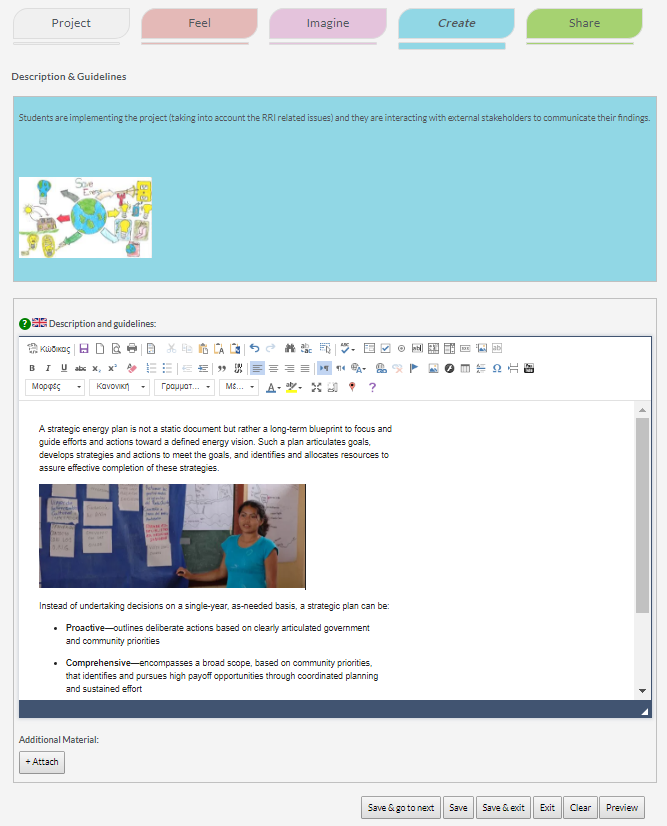 Project Feel Imagine Create Share
Description & Guidelines
Students are implementing the project (taking into account the RRI related issues) and they are interacting with external stakeholders to communicate their findings.
Save
Energy
Description and guidelines:
Κώδικας
Μορφές Κανονική Γραμματ... Μέ...
A strategic energy plan is not a static document but rather a long-term blueprint to focus and
guide efforts and actions toward a defined energy vision. Such a plan articulates goals,
develops strategies and actions to meet the goals, and identifies and allocates resources to
assure effective completion of these strategies.
Instead of undertaking decisions on a single-year, as-needed basis, a strategic plan can be:
• Proactive—outlines deliberate actions based on clearly articulated government
and community priorities
• Comprehensive—encompasses a broad scope, based on community priorities,
that identifies and pursues high payoff opportunities through coordinated planning
and sustained effort
Additional Material:
+ Attach
Save & go to next Save Save & exit Exit Clear Preview